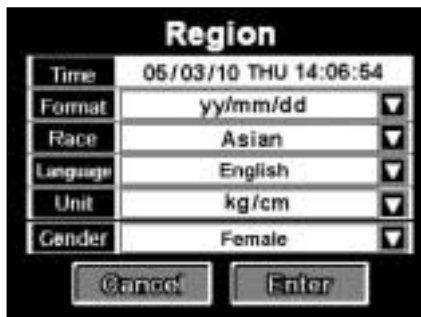 Region
Time 05/03/10 THU 14:06:54
Format yy/mm/dd
Race Asian
Language English
Unit kg/cm
Gender Female
Cancel Enter